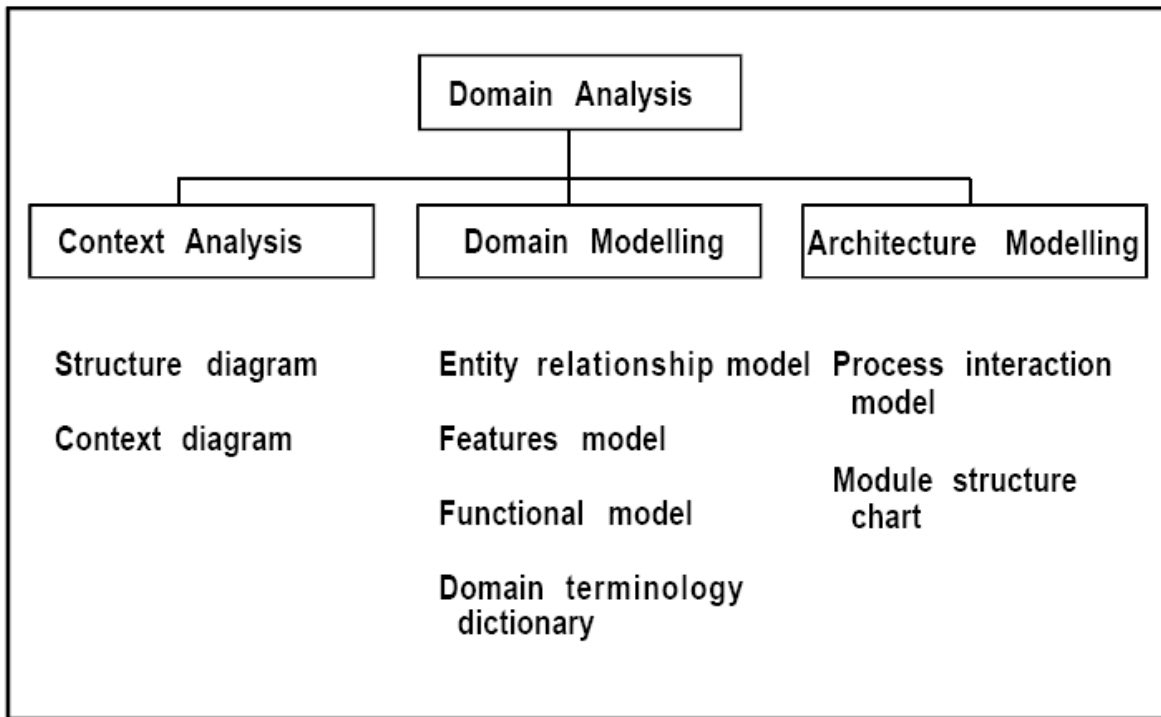 Domain Analysis
Context Analysis
Domain Modelling
Architecture Modelling
Structure diagram
Context diagram
Entity relationship model
Features model
Functional model
Domain terminology
dictionary
Process interaction
model
Module structure
chart